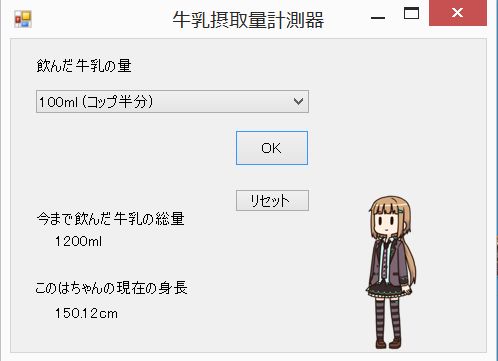 牛乳摂取量計測器
飲んだ牛乳の量
100ml (コップ半分)
OK
リセット
今まで飲んだ牛乳の総量
1200ml
このはちゃんの現在の身長
150.12cm